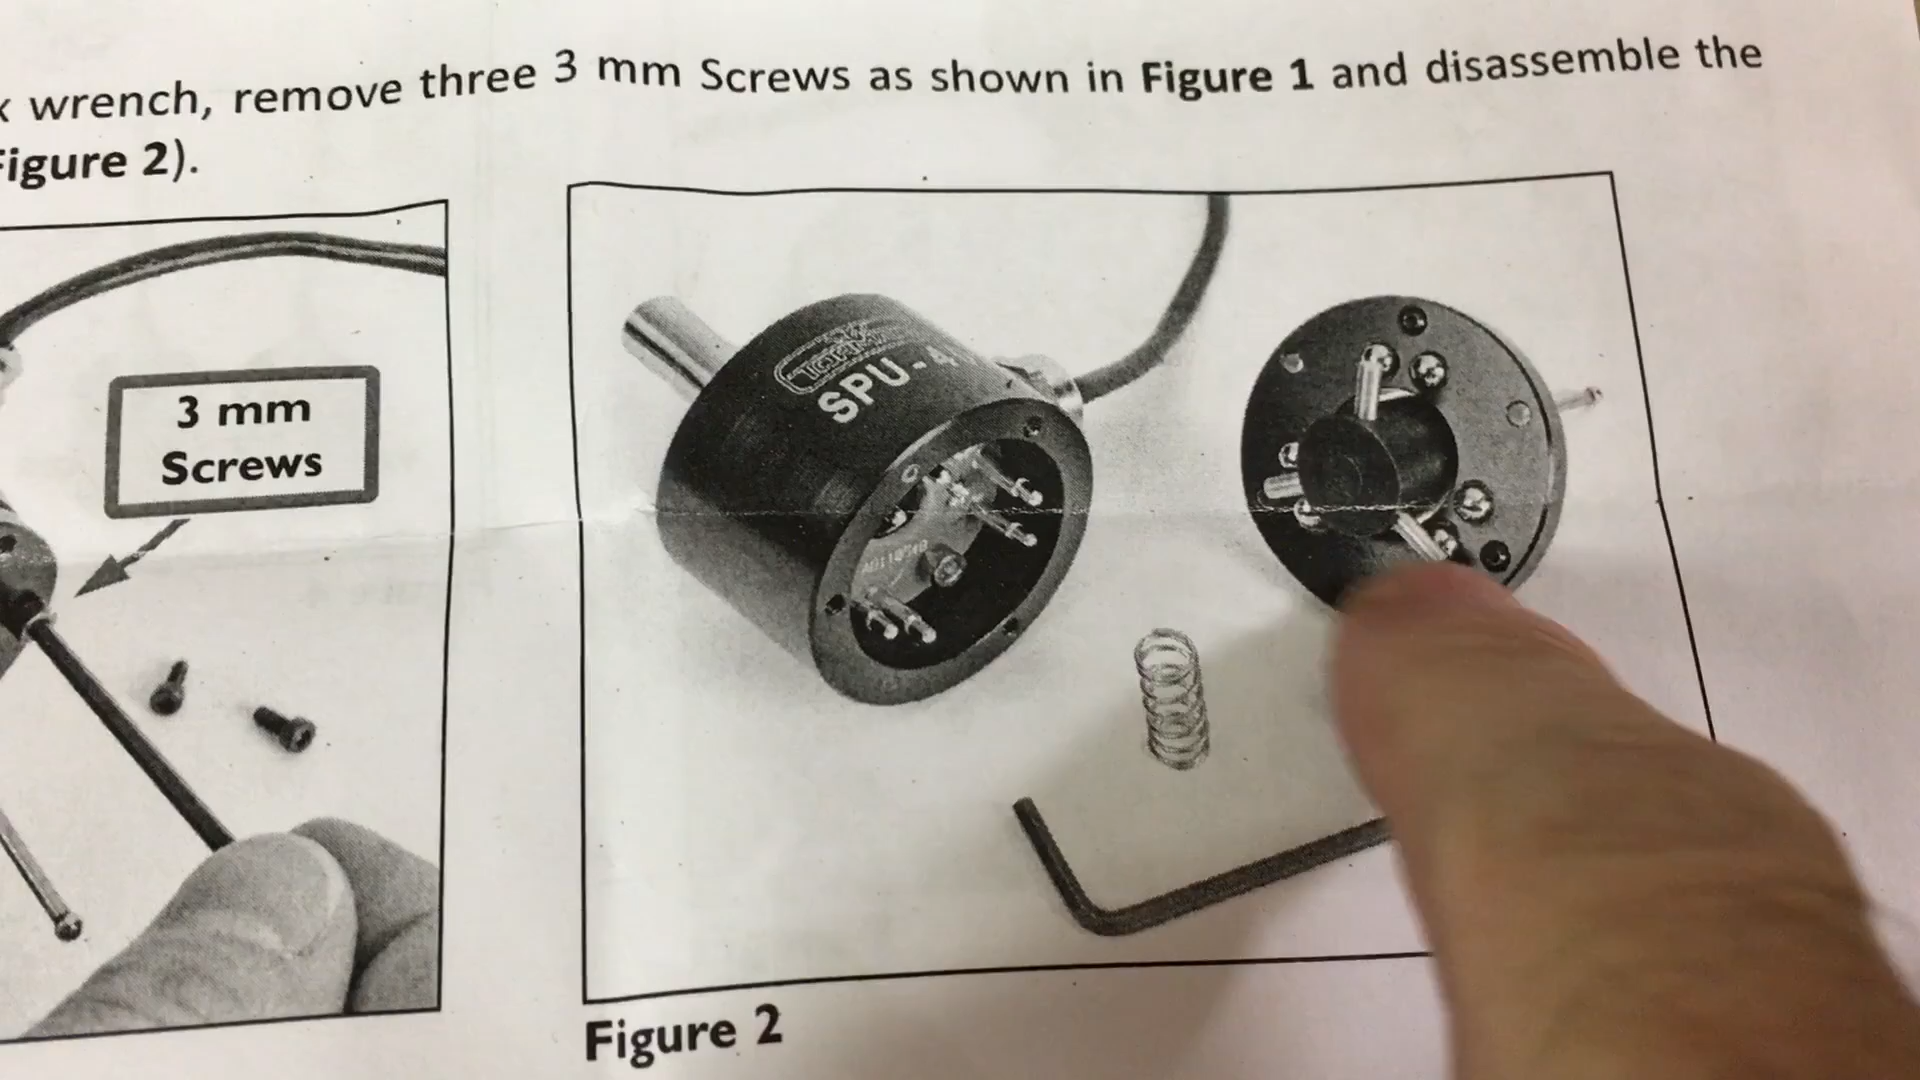 wrench, remove three 3 mm Screws as shown in Figure 1 and disassemble the
Figure 2).
3 mm
Screws
SPU-4
Figure 2